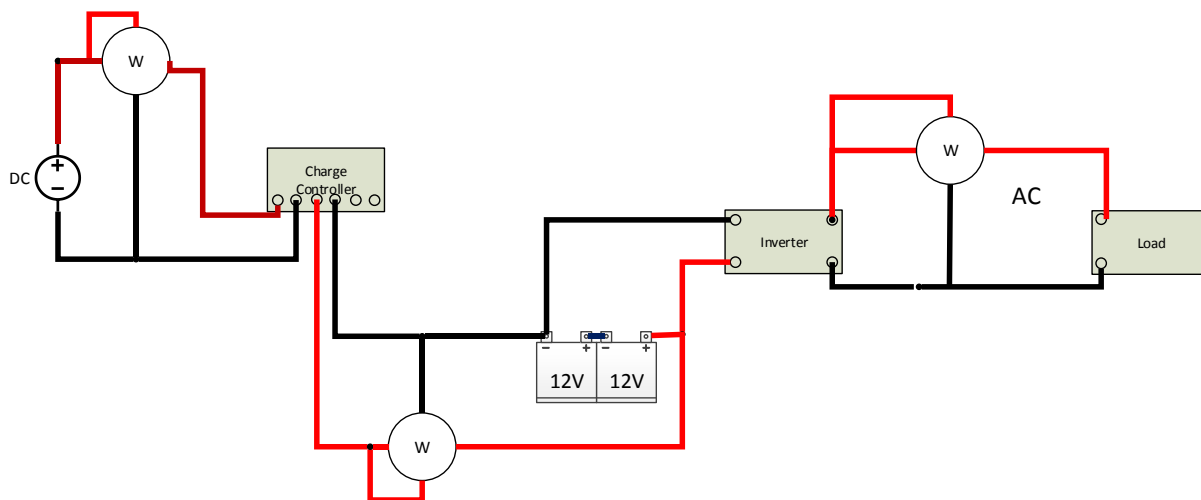 W
DC
+
−
Charge
Controller
W
AC
Inverter
Load
−
+
−
+
12V
12V
W